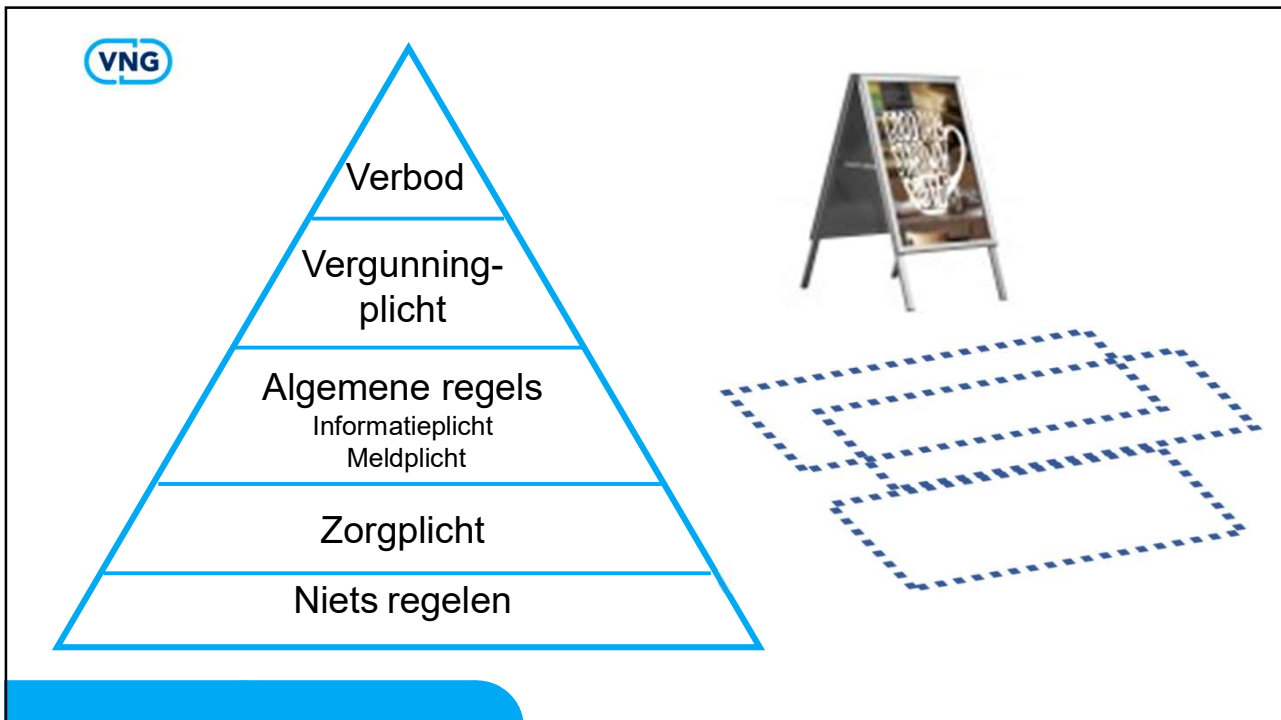 VNG
Verbod
Vergunning-
plicht
Algemene regels
Informatieplicht
Meldplicht
Zorgplicht
Niets regelen